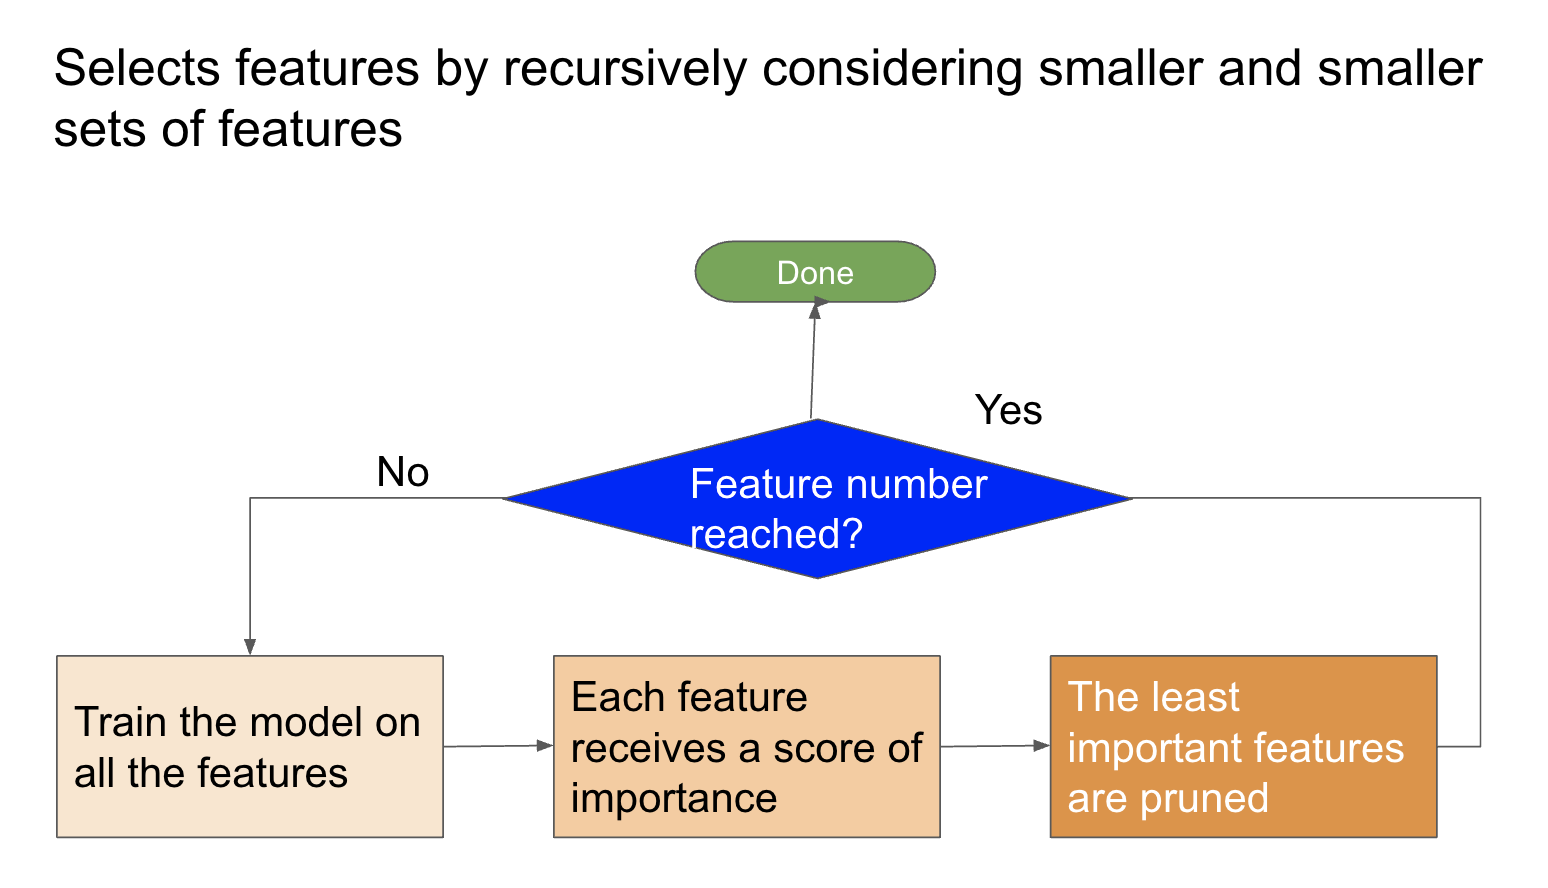 Selects features by recursively considering smaller and smaller
sets of features
Done
Yes
No
Feature number
reached?
Train the model on
all the features
Each feature
receives a score of
importance
The least
important features
are pruned